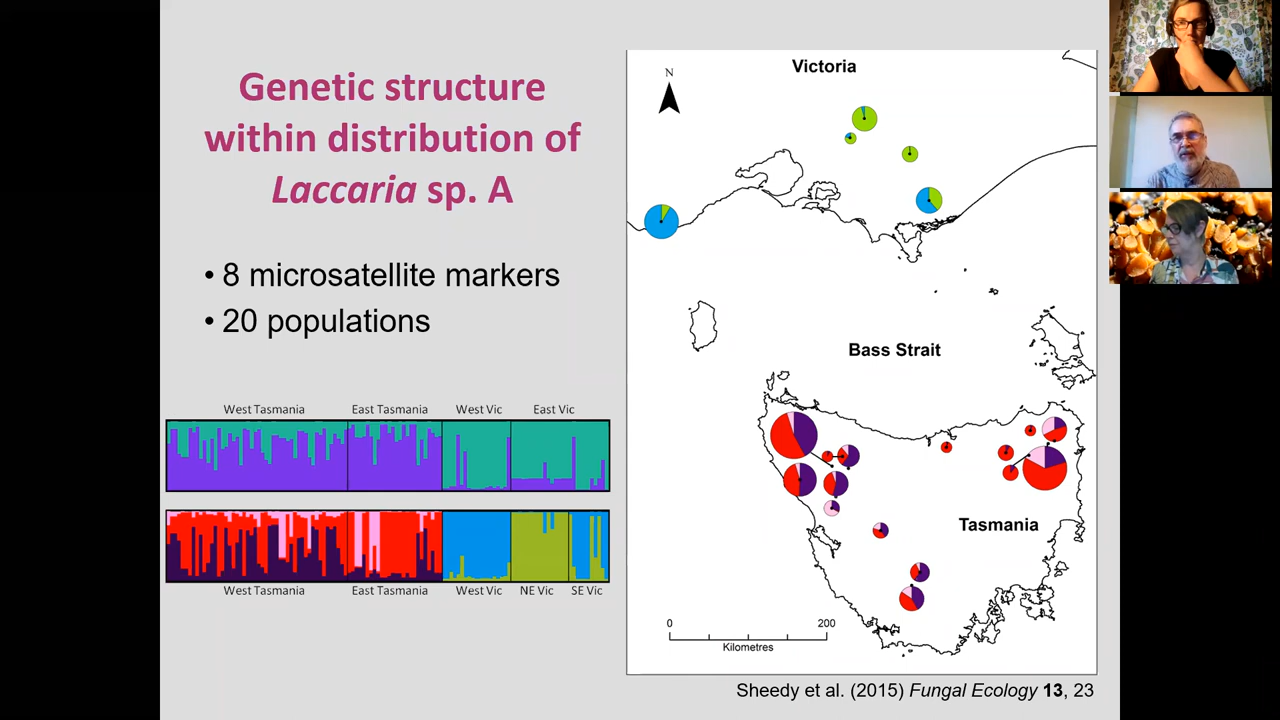 Genetic structure
within distribution of
Laccaria sp. A
• 8 microsatellite markers
• 20 populations
West Tasmania East Tasmania West Vic East Vic
West Tasmania East Tasmania West Vic NE Vic SE Vic
Victoria
N
Bass Strait
Tasmania
0 200
Kilometres
Sheedy et al. (2015) Fungal Ecology 13, 23